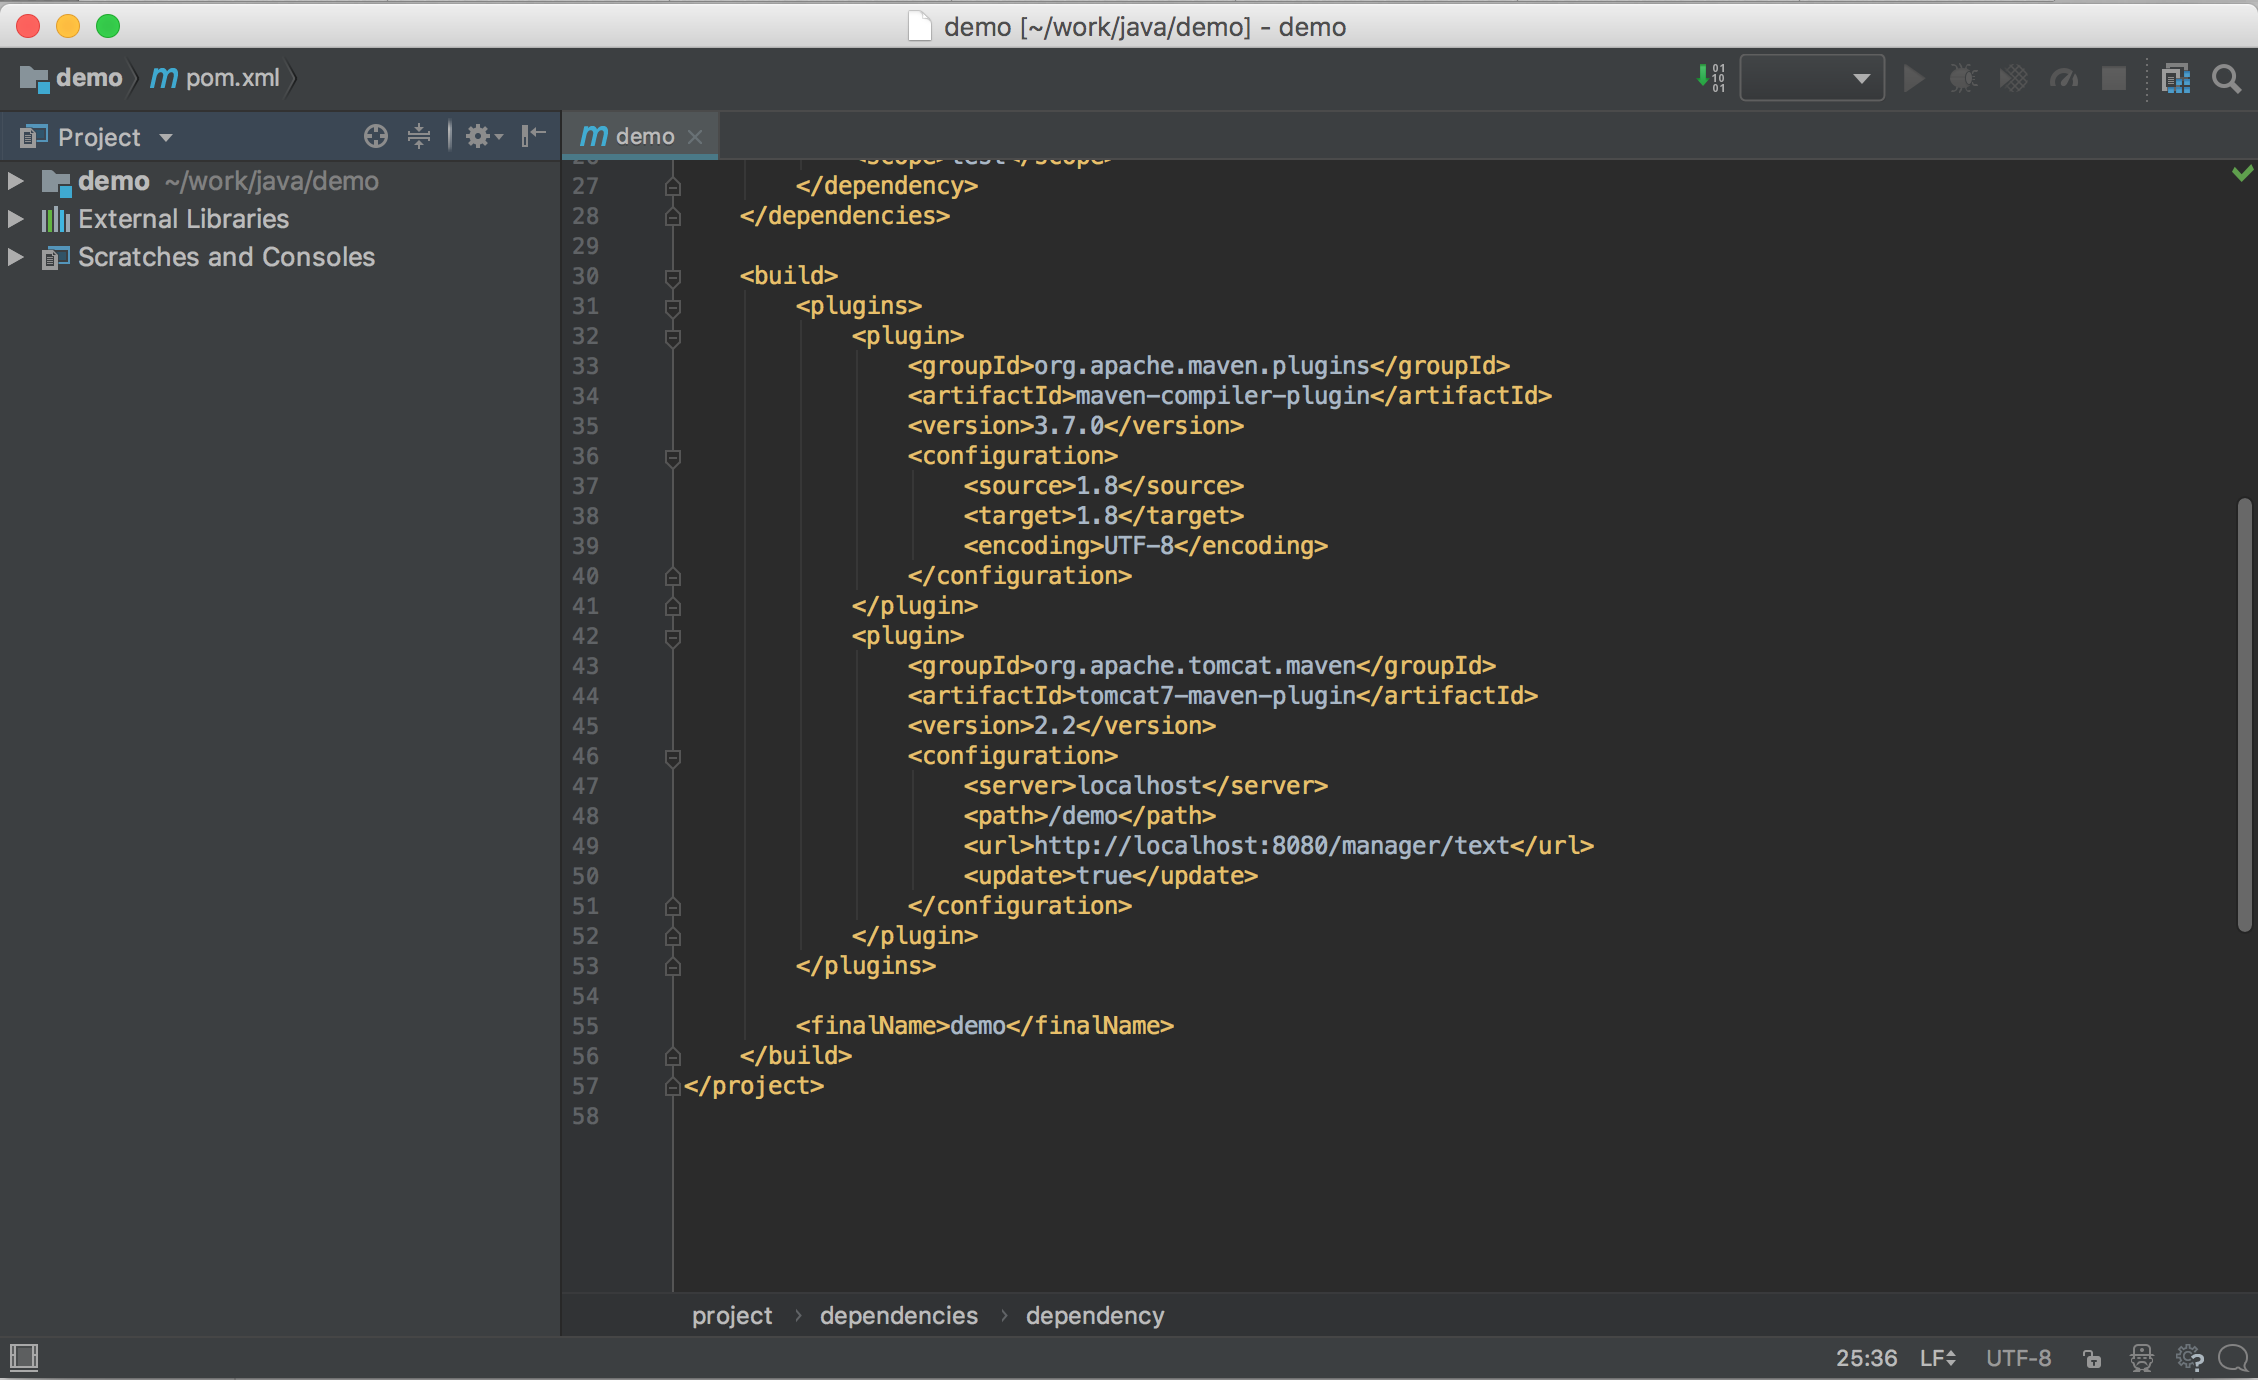 demo [~/work/java/demo] - demo
demo pom.xml
Project
demo ~/work/java/demo
External Libraries
Scratches and Consoles
demo
26 <scope>test</scope>
27 </dependency>
28 </dependencies>
29
30 <build>
31 <plugins>
32 <plugin>
33 <groupId>org.apache.maven.plugins</groupId>
34 <artifactId>maven-compiler-plugin</artifactId>
35 <version>3.7.0</version>
36 <configuration>
37 <source>1.8</source>
38 <target>1.8</target>
39 <encoding>UTF-8</encoding>
40 </configuration>
41 </plugin>
42 <plugin>
43 <groupId>org.apache.tomcat.maven</groupId>
44 <artifactId>tomcat7-maven-plugin</artifactId>
45 <version>2.2</version>
46 <configuration>
47 <server>localhost</server>
48 <path>/demo</path>
49 <url>http://localhost:8080/manager/text</url>
50 <update>true</update>
51 </configuration>
52 </plugin>
53 </plugins>
54
55 <finalName>demo</finalName>
56 </build>
57 </project>
58
project › dependencies › dependency
25:36 LF UTF-8